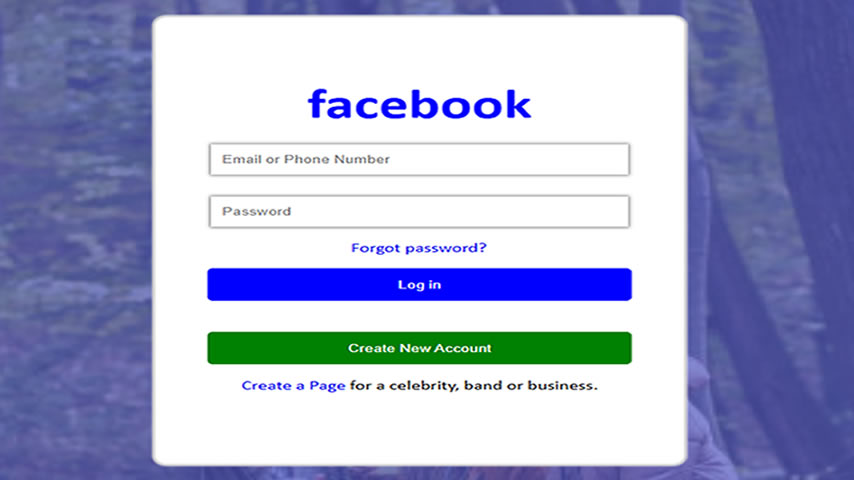 facebook
Email or Phone Number
Password
Forgot password?
Log in
Create New Account
Create a Page for a celebrity, band or business.